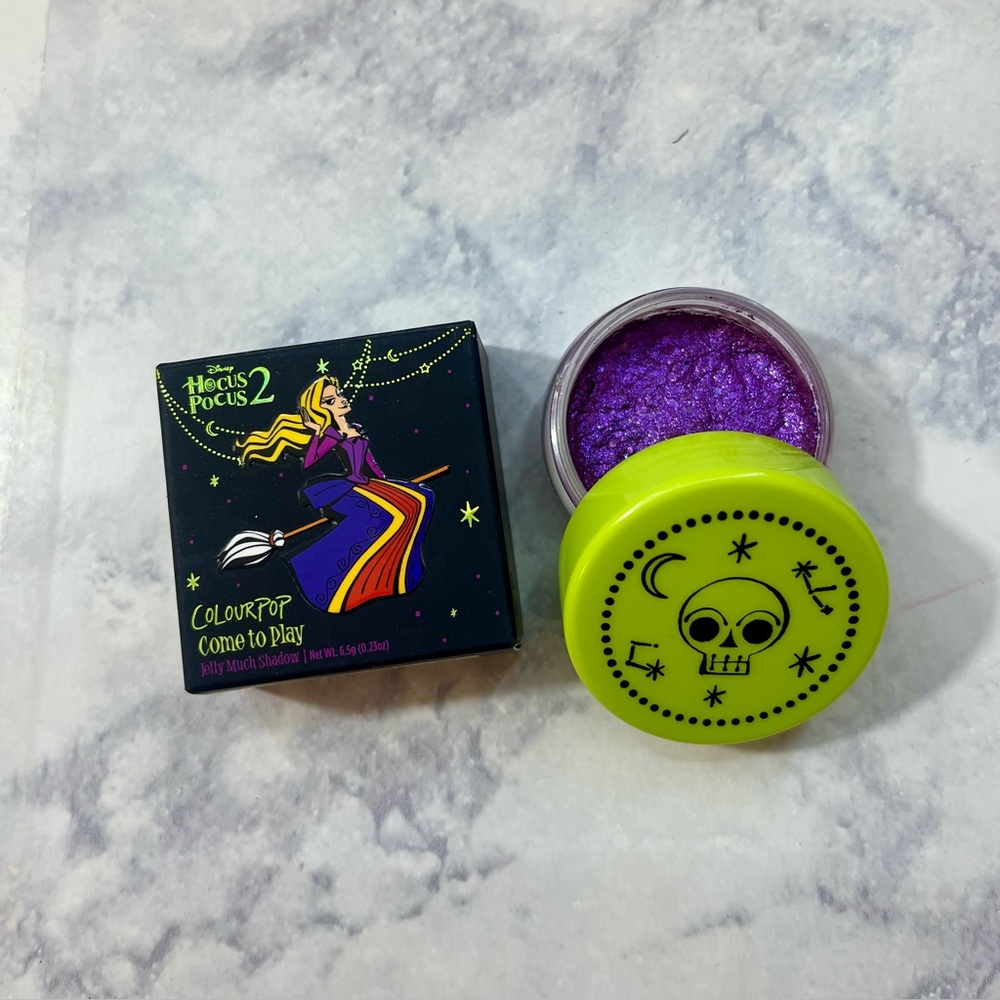 Disney
HOCUS
POCUS 2
COLOURPOP
Come to Play
Jelly Much Shadow | Net Wt. 6.5g (0.23oz)